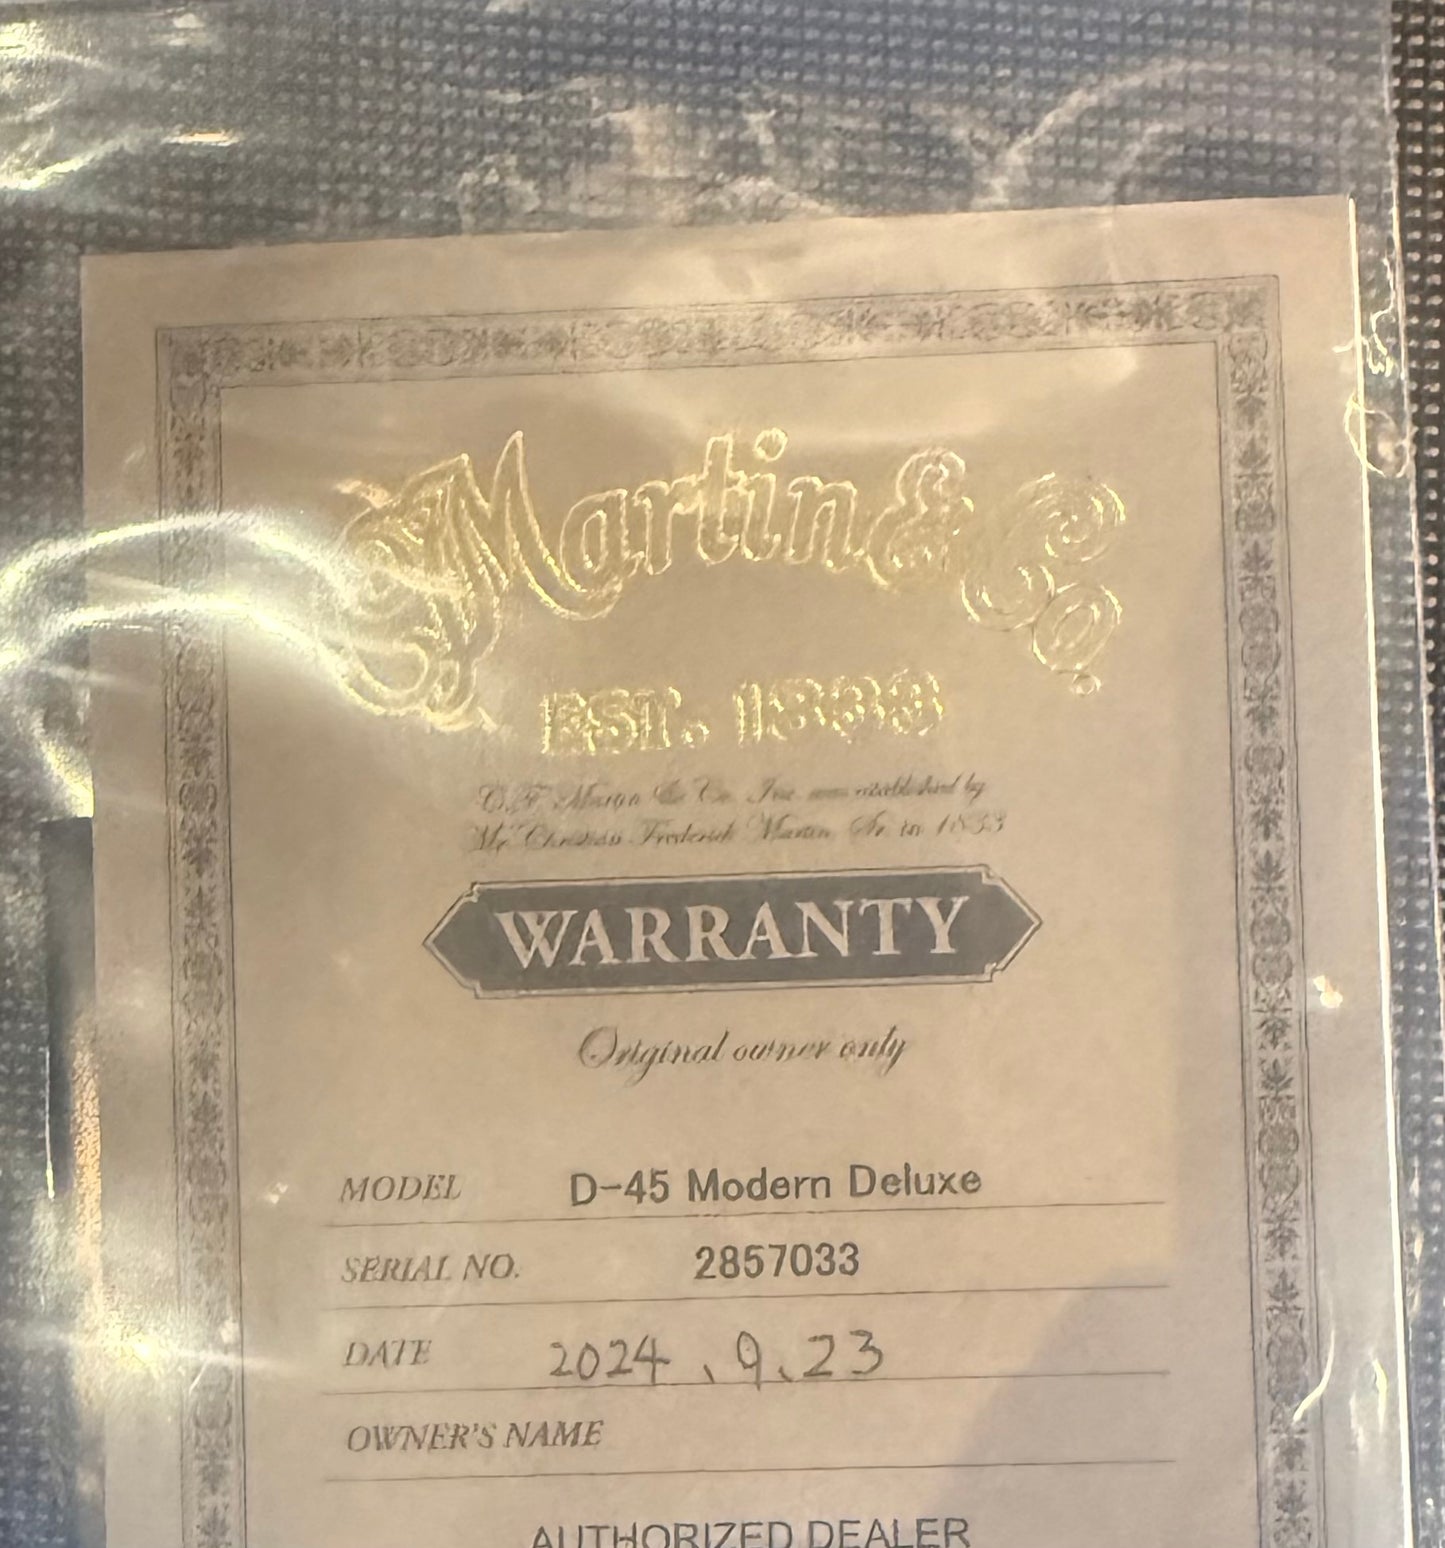 Martin & Co.
EST. 1833
C.F. Martin & Co. Inc. was established by
Mr. Christian Frederick Martin, Sr. in 1833
WARRANTY
Original owner only
MODEL D-45 Modern Deluxe
SERIAL NO. 2857033
DATE 2024.9.23
OWNER'S NAME
AUTHORIZED DEALER